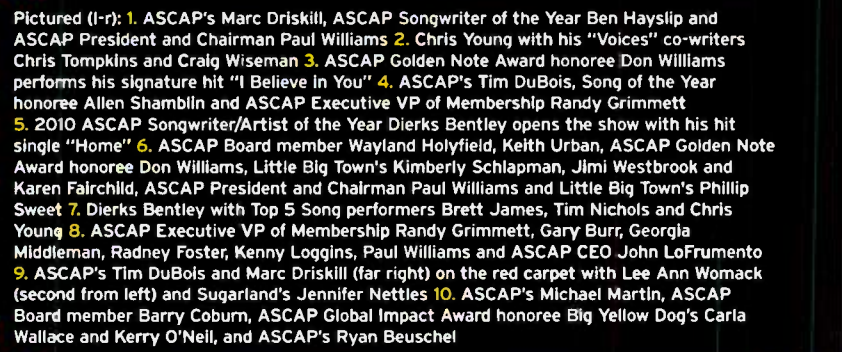 Pictured (l-r): 1. ASCAP's Marc Driskill, ASCAP Songwriter of the Year Ben Hayslip and
ASCAP President and Chairman Paul Williams 2. Chris Young with his "Voices" co-writers
Chris Tompkins and Craig Wiseman 3. ASCAP Golden Note Award honoree Don Williams
performs his signature hit "I Believe in You" 4. ASCAP's Tim DuBois, Song of the Year
honoree Allen Shamblin and ASCAP Executive VP of Membership Randy Grimmett
5. 2010 ASCAP Songwriter/Artist of the Year Dierks Bentley opens the show with his hit
single "Home" 6. ASCAP Board member Wayland Holyfield, Keith Urban, ASCAP Golden Note
Award honoree Don Williams, Little Big Town's Kimberly Schlapman, Jimi Westbrook and
Karen Fairchild, ASCAP President and Chairman Paul Williams and Little Big Town's Phillip
Sweet 7. Dierks Bentley with Top 5 Song performers Brett James, Tim Nichols and Chris
Young 8. ASCAP Executive VP of Membership Randy Grimmett, Gary Burr, Georgia
Middleman, Radney Foster, Kenny Loggins, Paul Williams and ASCAP CEO John LoFrumento
9. ASCAP's Tim DuBois and Marc Driskill (far right) on the red carpet with Lee Ann Womack
(second from left) and Sugarland's Jennifer Nettles 10. ASCAP's Michael Martin, ASCAP
Board member Barry Coburn, ASCAP Global Impact Award honoree Big Yellow Dog's Carla
Wallace and Kerry O'Neil, and ASCAP's Ryan Beuschel